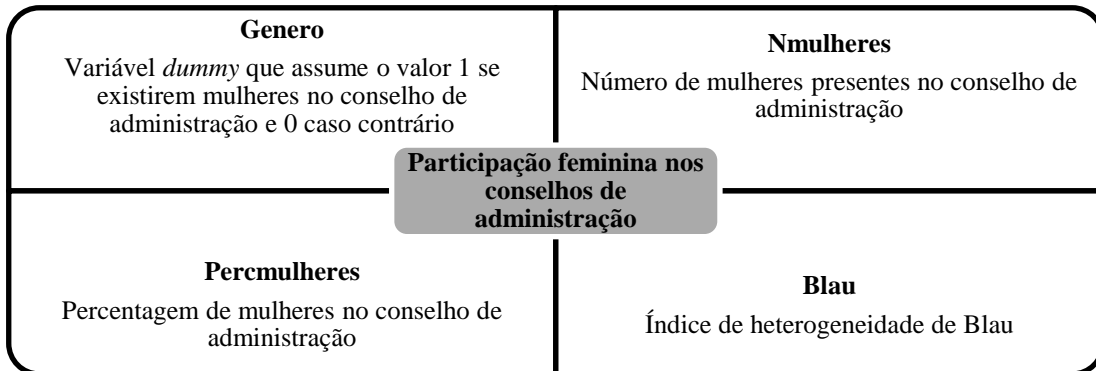 Genero
Variável dummy que assume o valor 1 se
existirem mulheres no conselho de
administração e 0 caso contrário
Nmulheres
Número de mulheres presentes no conselho de
administração
Participação feminina nos
conselhos de
administração
Percmulheres
Percentagem de mulheres no conselho de
administração
Blau
Índice de heterogeneidade de Blau